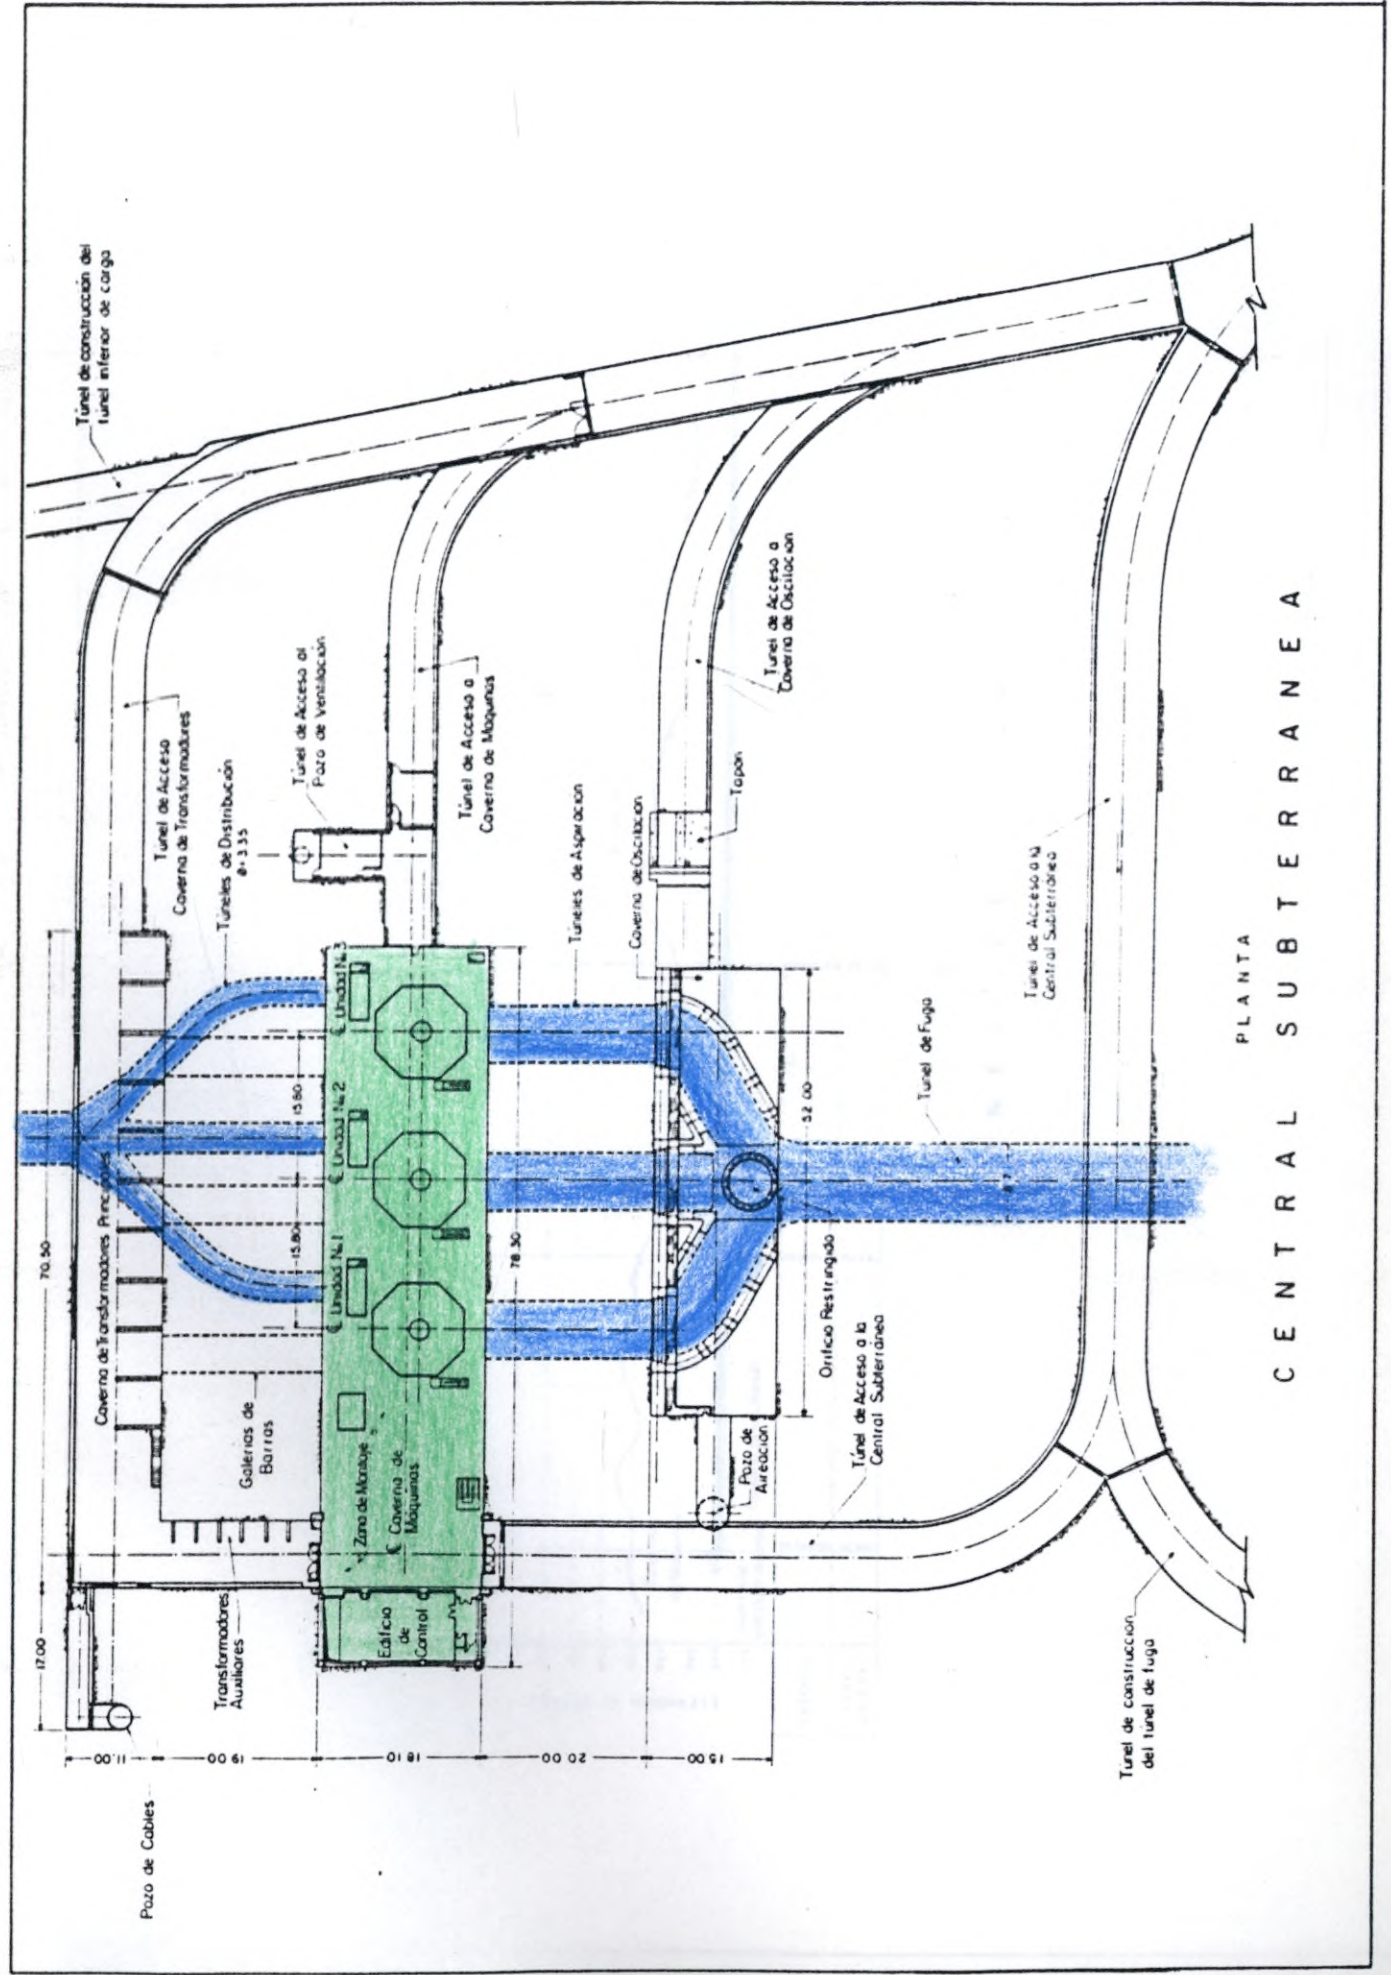 Túnel de construcción del
túnel inferior de carga
Túnel de Acceso
Caverna de Transformadores
Túnel de Acceso al
Pozo de Ventilación
Túneles de Distribución
Ø=3.35
Túnel de Acceso a
Caverna de Maquinas
Túnel de Acceso a
Caverna de Oscilación
Tapón
Caverna de Oscilación
Túneles de Aspiración
Túnel de Acceso a la
Central Subterránea
Túnel de Fuga
70.50
17.00
Caverna de Transformadores Principales
Unidad No.3
Unidad No.2
Unidad No.1
15.80
15.80
78.30
52.00
Galerias de
Barras
Zona de Montaje
Caverna de
Maquinas
Edificio
de
Control
Orificio Restringido
Túnel de Acceso a la
Central Subterránea
Pozo de
Aireación
Transformadores
Auxiliares
11.00
19.00
18.10
20.00
15.00
Pozo de Cables
Túnel de construcción
del túnel de fuga
PLANTA
CENTRAL SUBTERRANEA